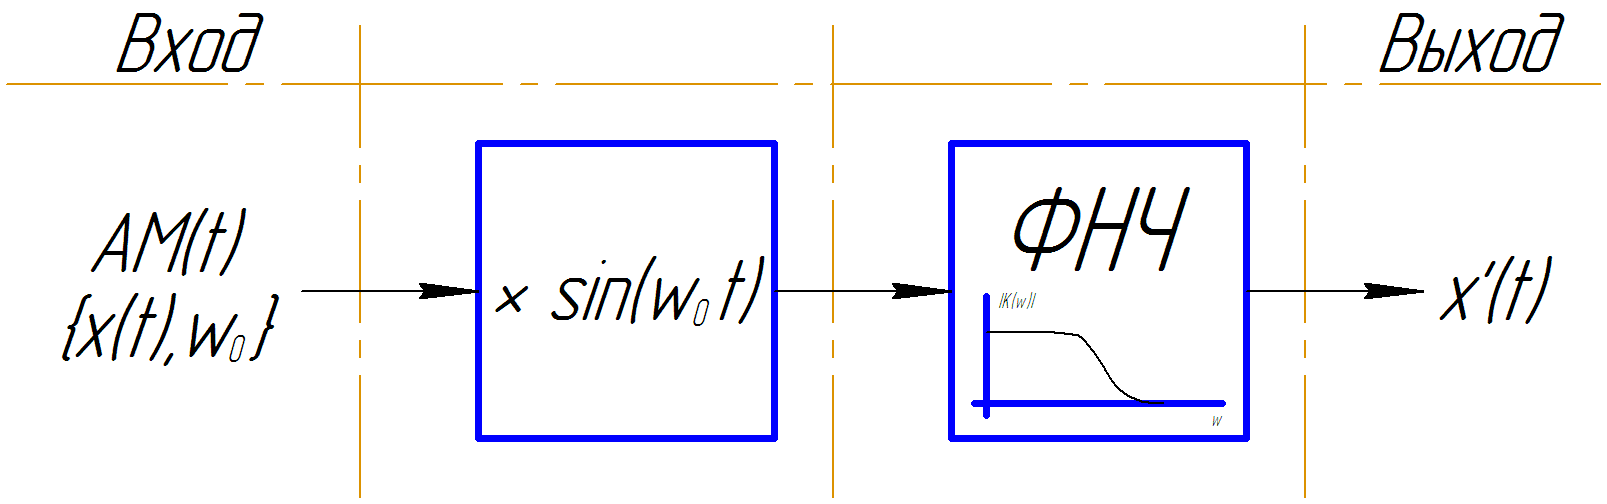 Вход
Выход
AM(t)
{x(t),w₀}
× sin(w₀ t)
ФНЧ
|K(w)|
w
x'(t)